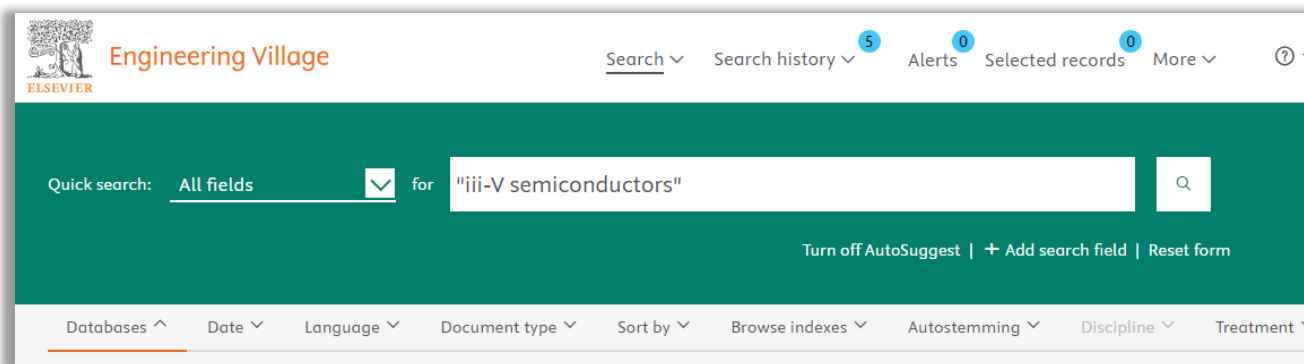 Engineering Village
ELSEVIER
Search
Search history 5
Alerts 0
Selected records 0
More
?
Quick search: All fields for "iii-V semiconductors"
Turn off AutoSuggest | + Add search field | Reset form
Databases Date Language Document type Sort by Browse indexes Autostemming Discipline Treatment